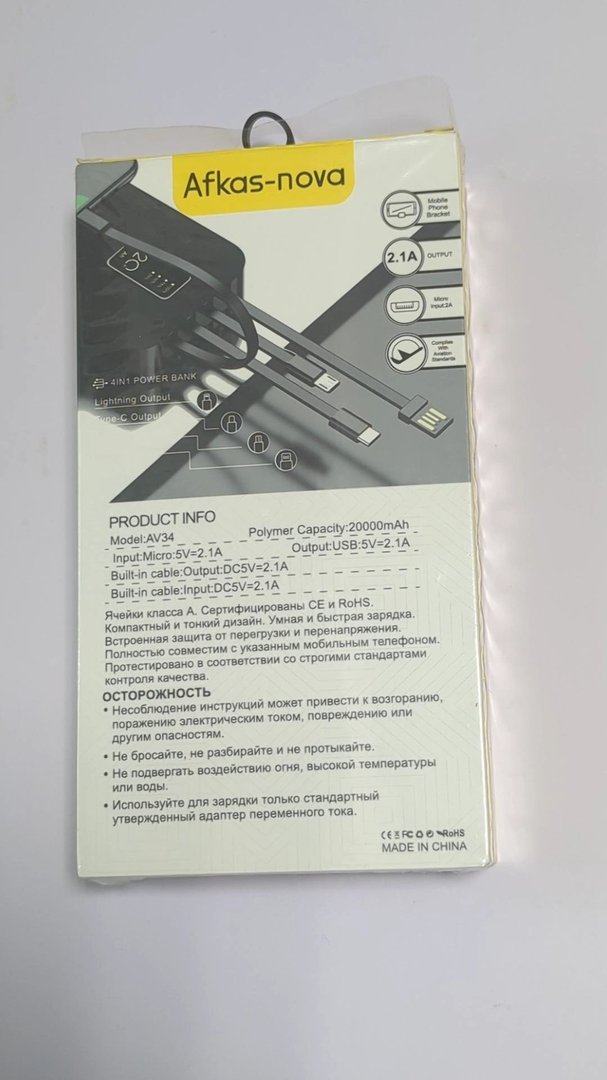 Afkas-nova
Mobile
Phone
Bracket
2.1A OUTPUT
Micro
input:2A
Complies
With
Aviation
Standards
4IN1 POWER BANK
Lightning Output
Type-C Output
PRODUCT INFO
Model:AV34 Polymer Capacity:20000mAh
Input:Micro:5V=2.1A Output:USB:5V=2.1A
Built-in cable:Output:DC5V=2.1A
Built-in cable:Input:DC5V=2.1A
Ячейки класса А. Сертифицированы CE и RoHS.
Компактный и тонкий дизайн. Умная и быстрая зарядка.
Встроенная защита от перегрузки и перенапряжения.
Полностью совместим с указанным мобильным телефоном.
Протестировано в соответствии со строгими стандартами
контроля качества.
ОСТОРОЖНОСТЬ
• Несоблюдение инструкций может привести к возгоранию,
поражению электрическим током, повреждению или
другим опасностям.
• Не бросайте, не разбирайте и не протыкайте.
• Не подвергать воздействию огня, высокой температуры
или воды.
• Используйте для зарядки только стандартный
утвержденный адаптер переменного тока.
CE FC RoHS
MADE IN CHINA